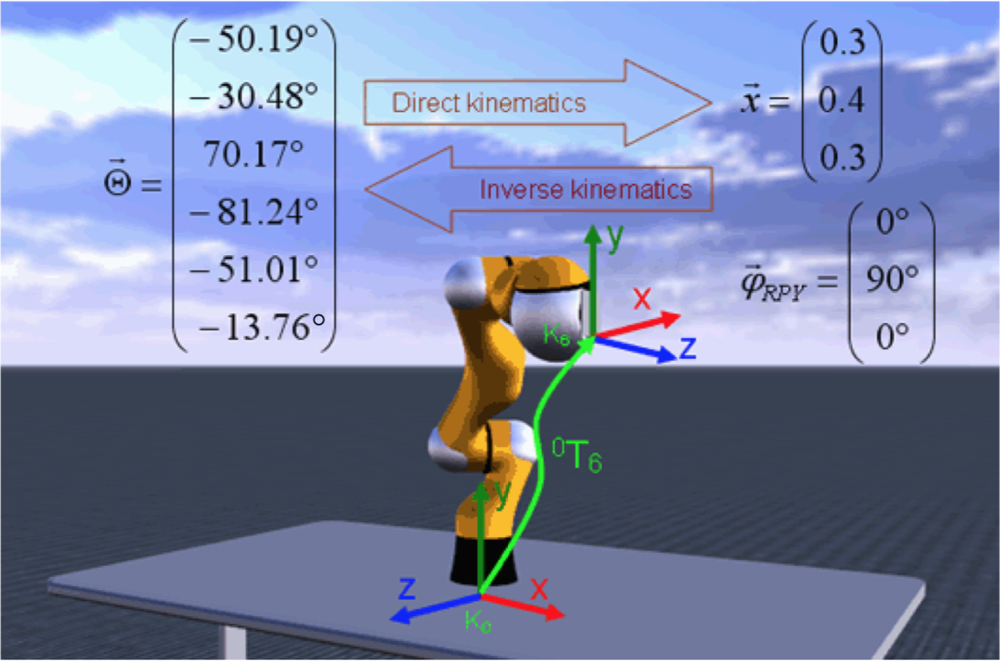 Θ⃗ = (−50.19° −30.48° 70.17° −81.24° −51.01° −13.76°)
Direct kinematics
Inverse kinematics
x⃗ = (0.3 0.4 0.3)
φ⃗RPY = (0° 90° 0°)
y
x
K6
z
⁰T₆
y
z
x
K0